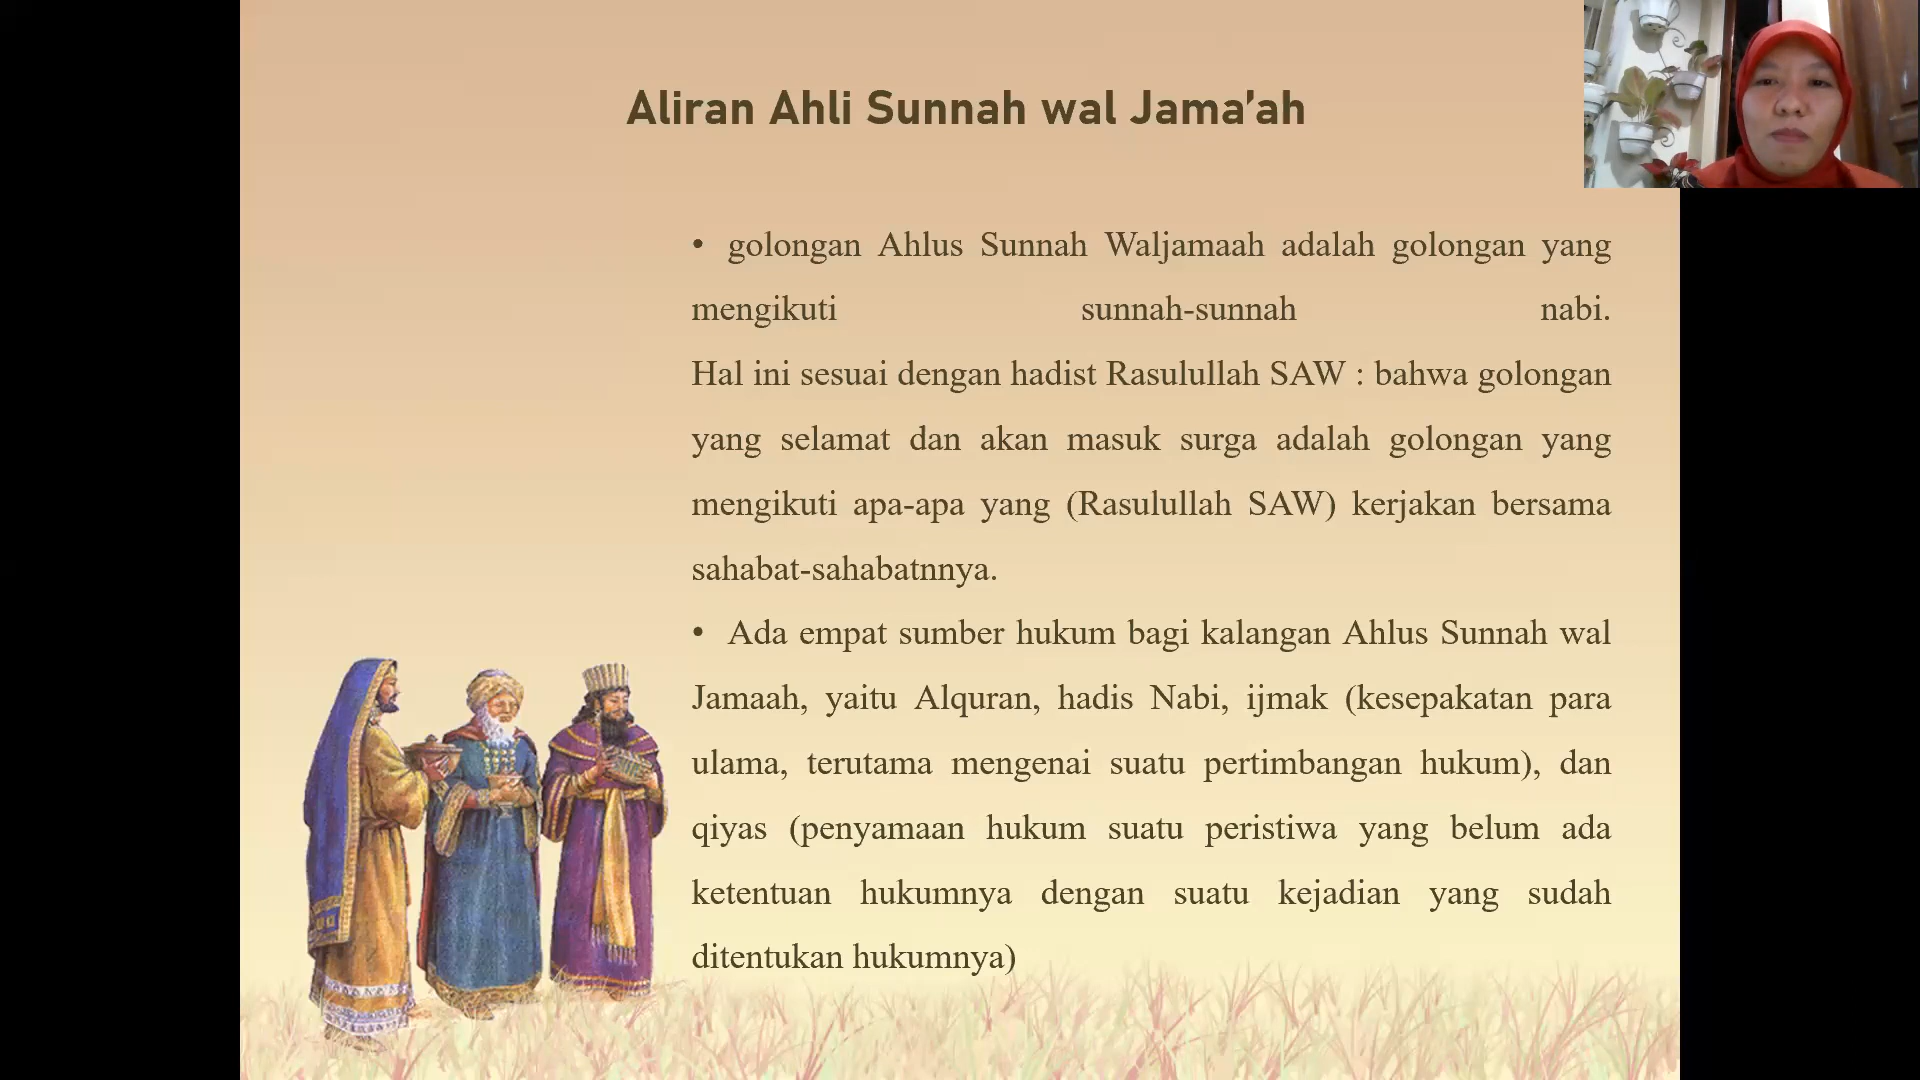 Aliran Ahli Sunnah wal Jama’ah
• golongan Ahlus Sunnah Waljamaah adalah golongan yang
mengikuti sunnah-sunnah nabi.
Hal ini sesuai dengan hadist Rasulullah SAW : bahwa golongan
yang selamat dan akan masuk surga adalah golongan yang
mengikuti apa-apa yang (Rasulullah SAW) kerjakan bersama
sahabat-sahabatnnya.
• Ada empat sumber hukum bagi kalangan Ahlus Sunnah wal
Jamaah, yaitu Alquran, hadis Nabi, ijmak (kesepakatan para
ulama, terutama mengenai suatu pertimbangan hukum), dan
qiyas (penyamaan hukum suatu peristiwa yang belum ada
ketentuan hukumnya dengan suatu kejadian yang sudah
ditentukan hukumnya)